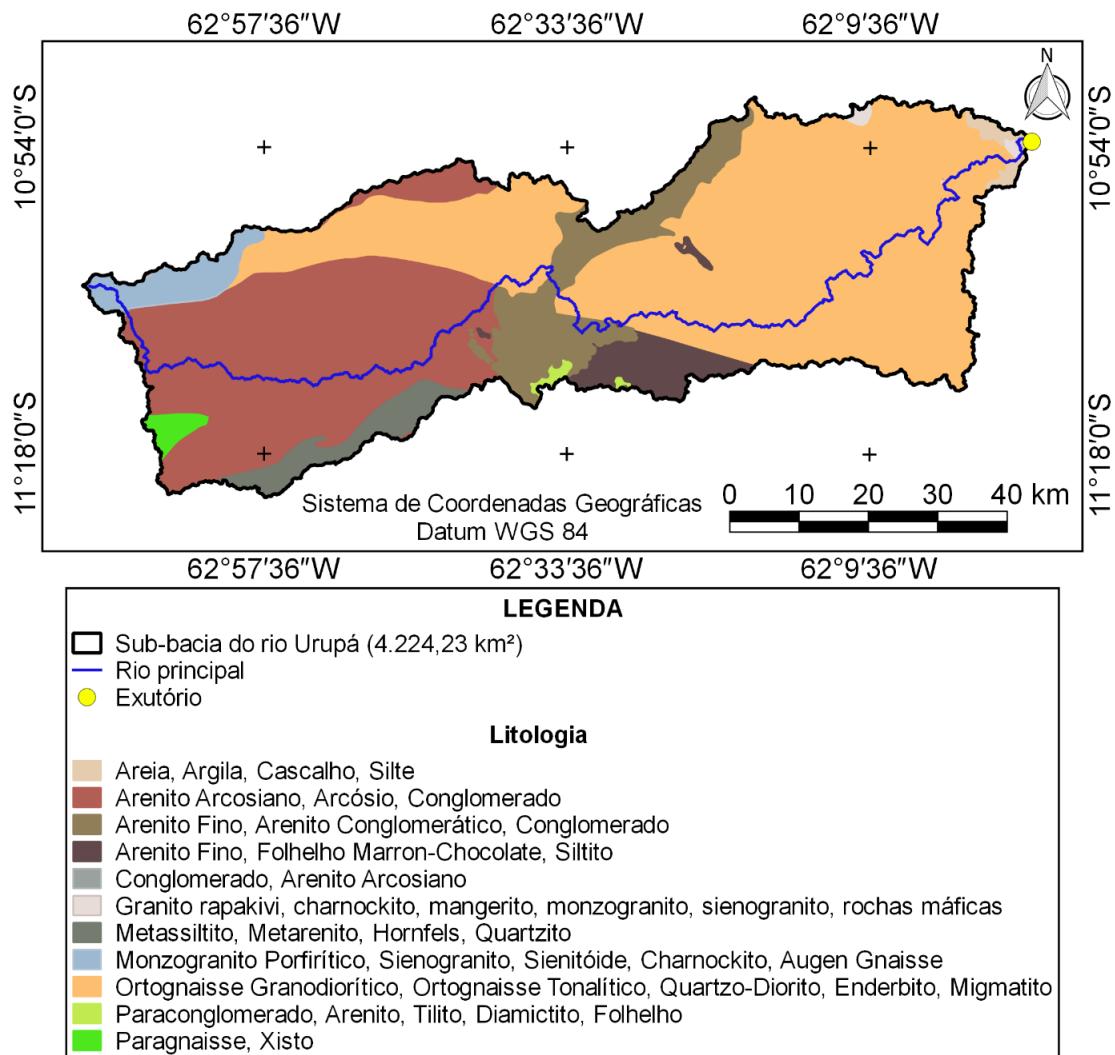 62°57′36″W 62°33′36″W 62°9′36″W
N
10°54′0″S 10°54′0″S
11°18′0″S 11°18′0″S
Sistema de Coordenadas Geográficas
Datum WGS 84
0 10 20 30 40 km
62°57′36″W 62°33′36″W 62°9′36″W
LEGENDA
Sub-bacia do rio Urupá (4.224,23 km²)
Rio principal
Exutório
Litologia
Areia, Argila, Cascalho, Silte
Arenito Arcosiano, Arcósio, Conglomerado
Arenito Fino, Arenito Conglomerático, Conglomerado
Arenito Fino, Folhelho Marron-Chocolate, Siltito
Conglomerado, Arenito Arcosiano
Granito rapakivi, charnockito, mangerito, monzogranito, sienogranito, rochas máficas
Metassiltito, Metarenito, Hornfels, Quartzito
Monzogranito Porfirítico, Sienogranito, Sienitóide, Charnockito, Augen Gnaisse
Ortognaisse Granodiorítico, Ortognaisse Tonalítico, Quartzo-Diorito, Enderbito, Migmatito
Paraconglomerado, Arenito, Tilito, Diamictito, Folhelho
Paragnaisse, Xisto